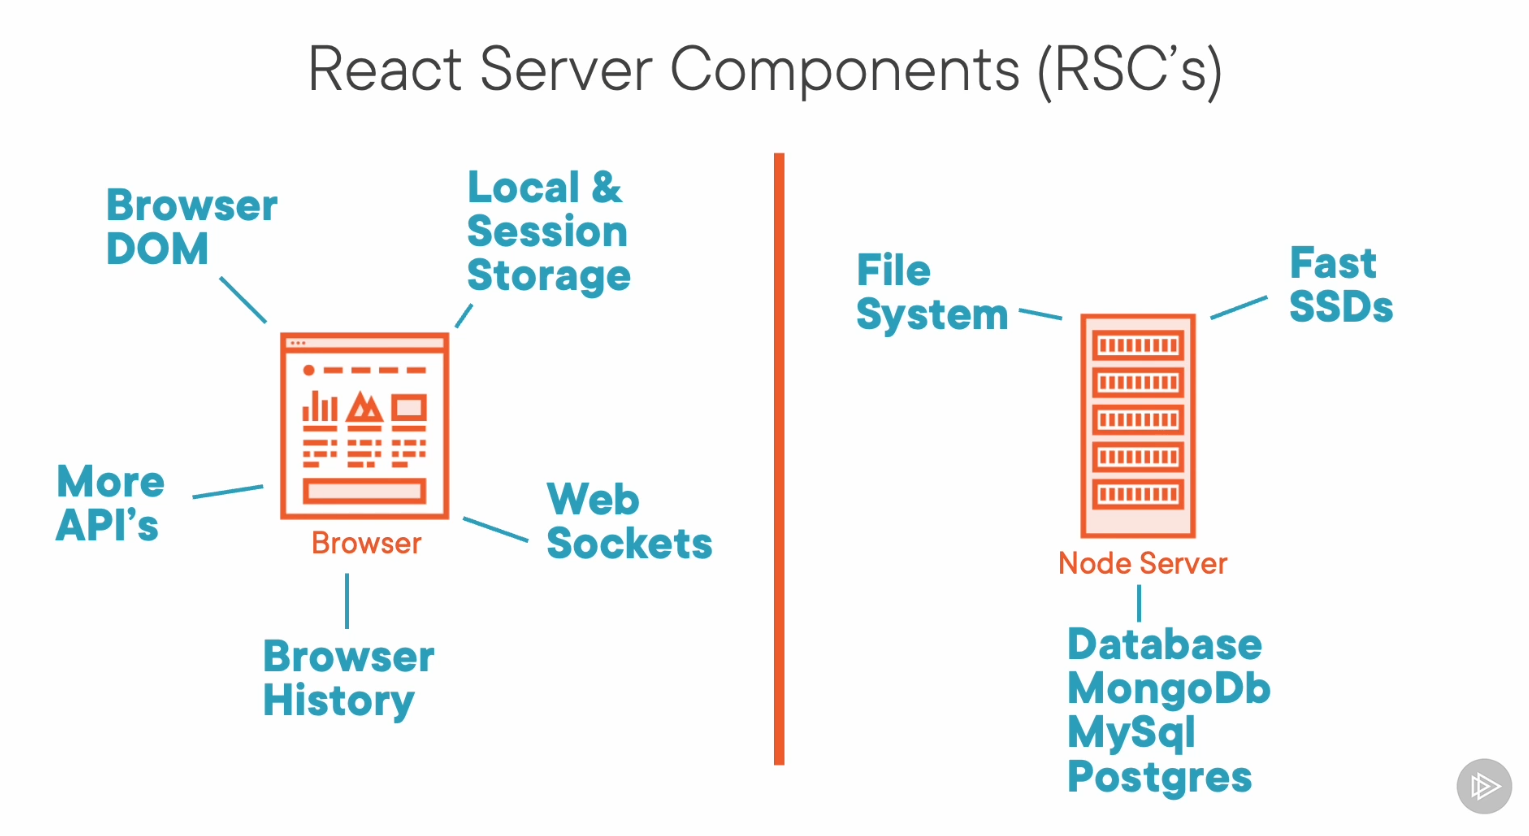 React Server Components (RSC’s)
Browser
DOM
Local &
Session
Storage
More
API’s
Web
Sockets
Browser
Browser
History
File
System
Fast
SSDs
Node Server
Database
MongoDb
MySql
Postgres